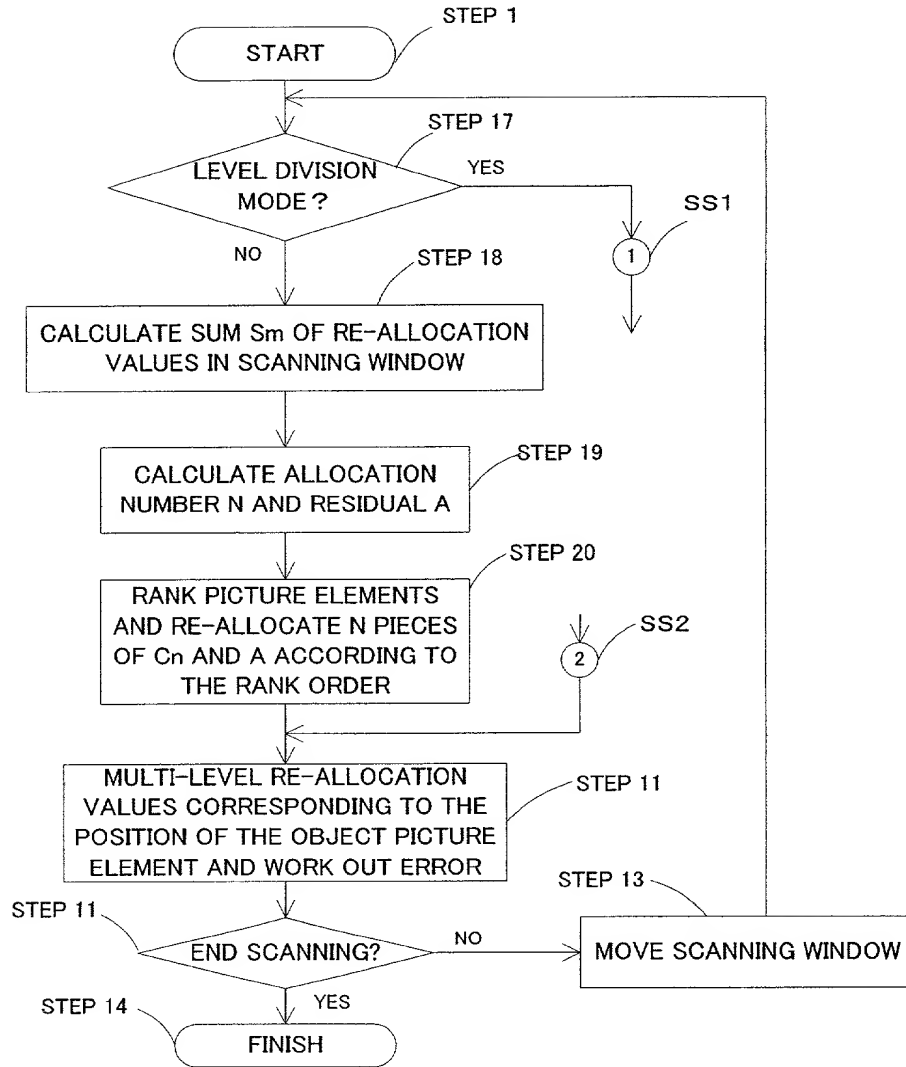 STEP 1
START
STEP 17
LEVEL DIVISION
MODE?
YES
SS1
1
NO
STEP 18
CALCULATE SUM Sm OF RE-ALLOCATION
VALUES IN SCANNING WINDOW
STEP 19
CALCULATE ALLOCATION
NUMBER N AND RESIDUAL A
STEP 20
RANK PICTURE ELEMENTS
AND RE-ALLOCATE N PIECES
OF Cn AND A ACCORDING TO
THE RANK ORDER
SS2
2
MULTI-LEVEL RE-ALLOCATION
VALUES CORRESPONDING TO THE
POSITION OF THE OBJECT PICTURE
ELEMENT AND WORK OUT ERROR
STEP 11
STEP 13
STEP 11
END SCANNING?
NO
MOVE SCANNING WINDOW
YES
STEP 14
FINISH